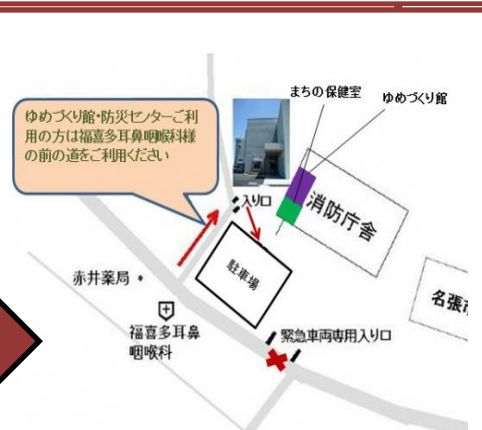 まちの保健室
ゆめづくり館
ゆめづくり館・防災センターご利
用の方は福喜多耳鼻咽喉科様
の前の道をご利用ください
入り口
消防庁舎
駐車場
赤井薬局
名張市
福喜多耳鼻
咽喉科
緊急車両専用入り口